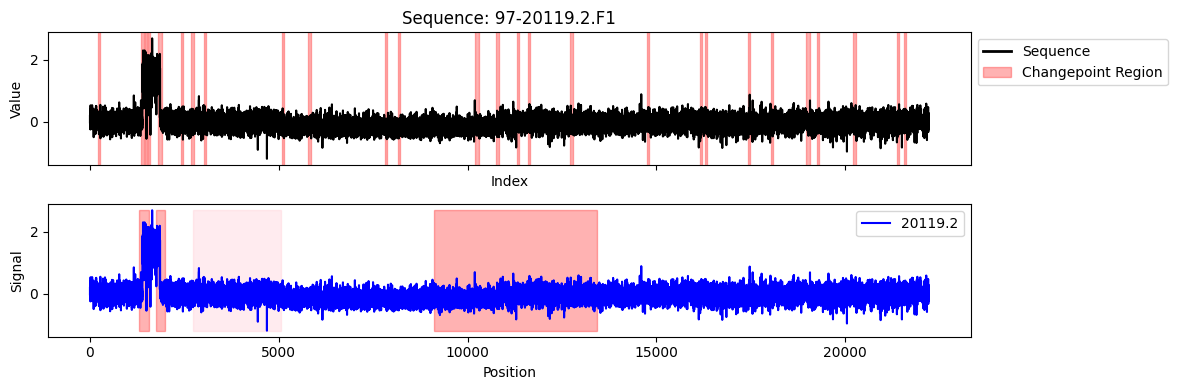 Sequence: 97-20119.2.F1
Value
2
0
Index
Sequence
Changepoint Region
Signal
2
0
20119.2
0
5000
10000
15000
20000
Position